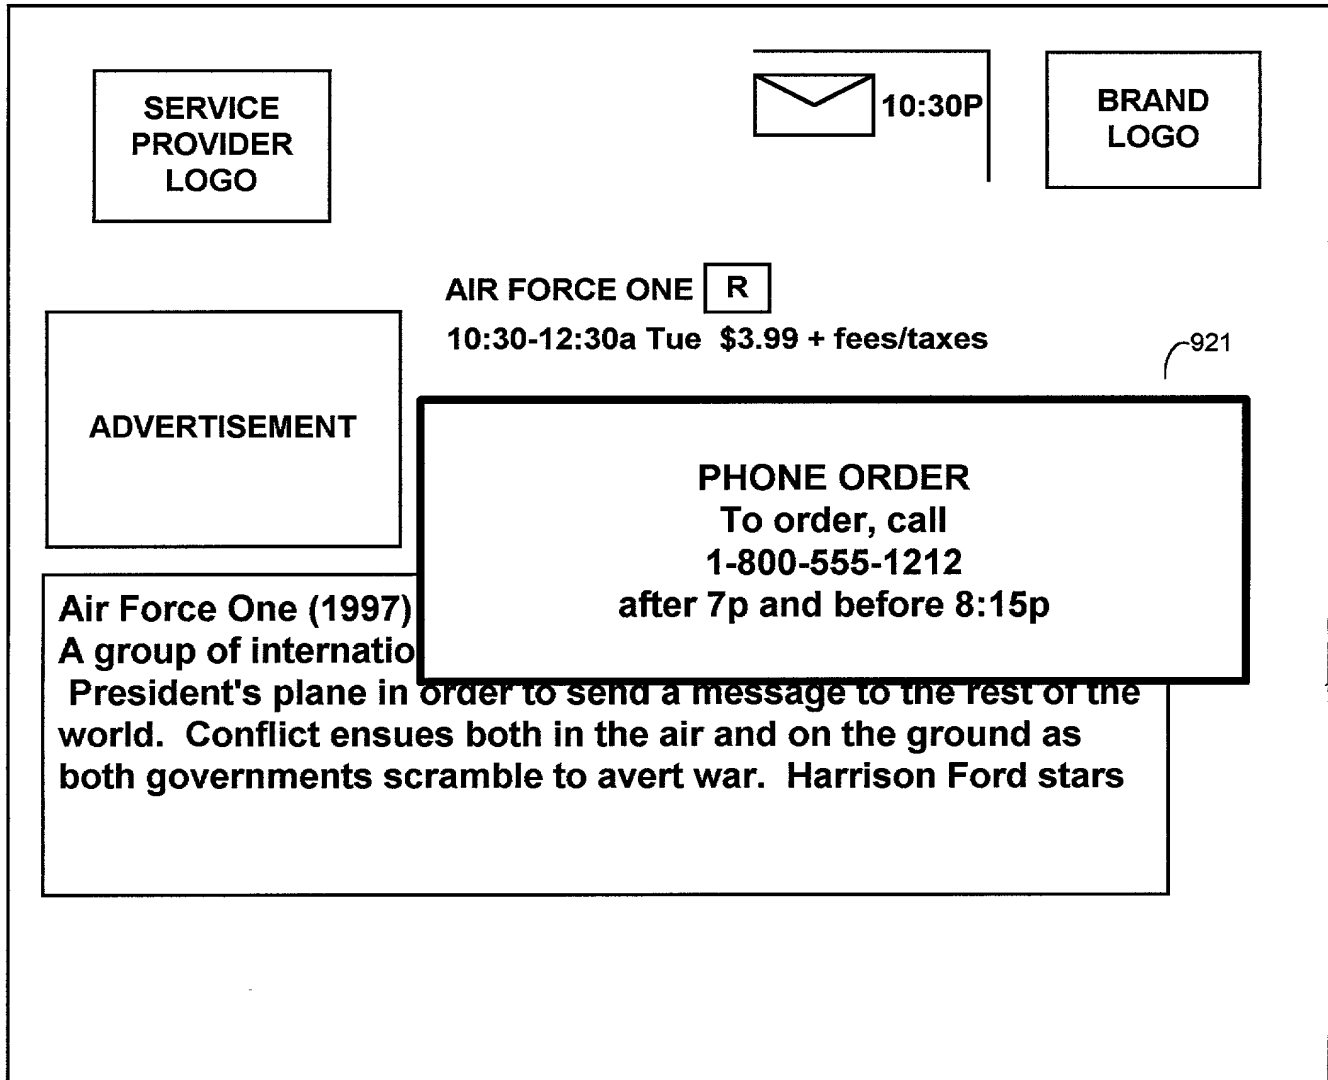 SERVICE
PROVIDER
LOGO
10:30P
BRAND
LOGO
AIR FORCE ONE R
10:30-12:30a Tue $3.99 + fees/taxes
921
ADVERTISEMENT
PHONE ORDER
To order, call
1-800-555-1212
after 7p and before 8:15p
Air Force One (1997)
A group of internatio
President's plane in order to send a message to the rest of the
world. Conflict ensues both in the air and on the ground as
both governments scramble to avert war. Harrison Ford stars